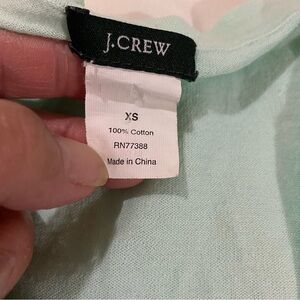 J.CREW
XS
100% Cotton
RN77388
Made in China